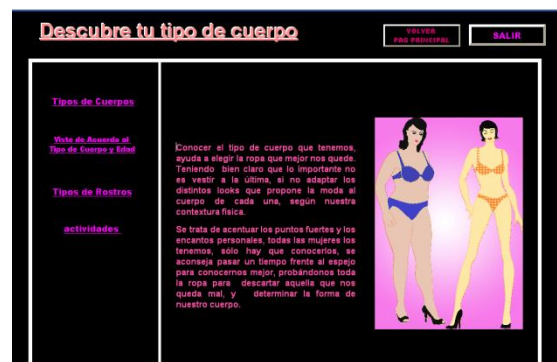 Descubre tu tipo de cuerpo
VOLVER
PAG PRINCIPAL
SALIR
Tipos de Cuerpos
Viste de Acuerdo al
Tipo de Cuerpo y Edad
Tipos de Rostros
actividades
Conocer el tipo de cuerpo que tenemos,
ayuda a elegir la ropa que mejor nos quede.
Teniendo bien claro que lo importante no
es vestir a la última, si no adaptar los
distintos looks que propone la moda al
cuerpo de cada una, según nuestra
contextura física.
Se trata de acentuar los puntos fuertes y los
encantos personales, todas las mujeres los
tenemos, sólo hay que conocerlos, se
aconseja pasar un tiempo frente al espejo
para conocernos mejor, probándonos toda
la ropa para descartar aquella que nos
queda mal, y determinar la forma de
nuestro cuerpo.